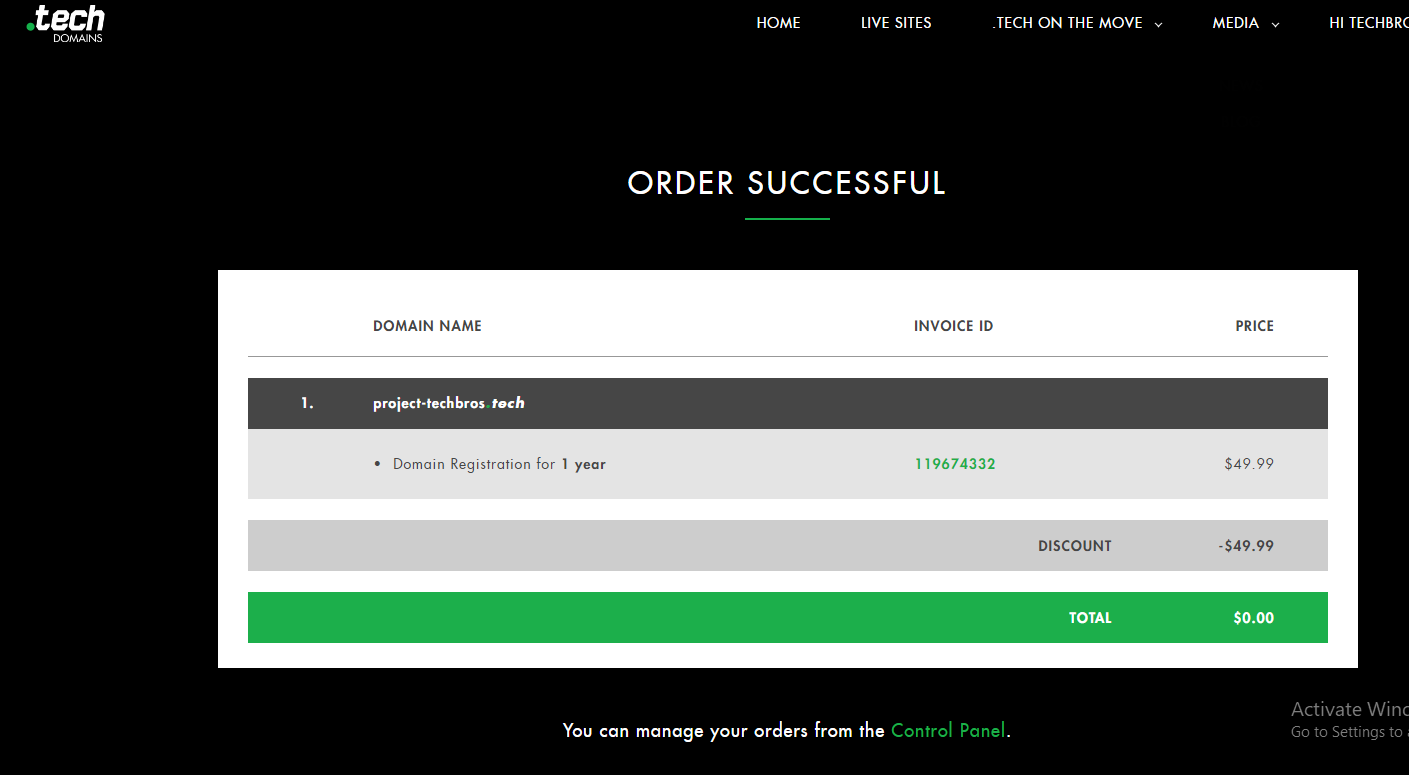 .tech
DOMAINS
HOME LIVE SITES .TECH ON THE MOVE MEDIA HI TECHBRO
ORDER SUCCESSFUL
DOMAIN NAME INVOICE ID PRICE
1. project-techbros.tech
• Domain Registration for 1 year 119674332 $49.99
DISCOUNT -$49.99
TOTAL $0.00
You can manage your orders from the Control Panel.
Activate Wind
Go to Settings to a